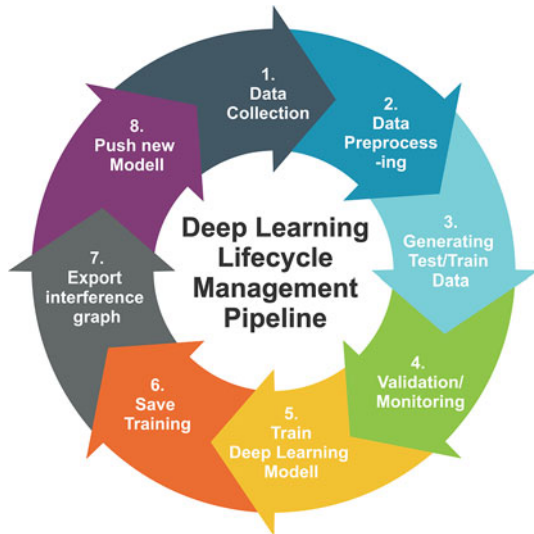 1.
Data
Collection
2.
Data
Preprocess
-ing
3.
Generating
Test/Train
Data
4.
Validation/
Monitoring
5.
Train
Deep Learning
Modell
6.
Save
Training
7.
Export
interference
graph
8.
Push new
Modell
Deep Learning
Lifecycle
Management
Pipeline